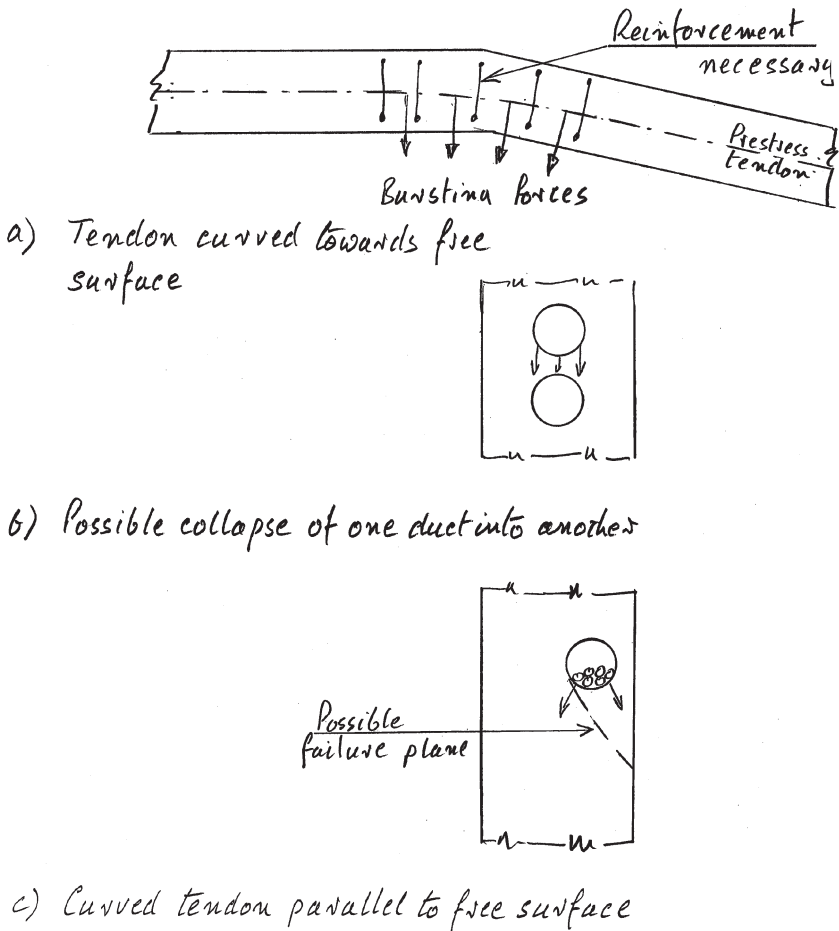 Reinforcement
necessary
Prestress
tendon
Bursting forces
a) Tendon curved towards free
surface
b) Possible collapse of one duct into another
Possible
failure plane
c) Curved tendon parallel to free surface